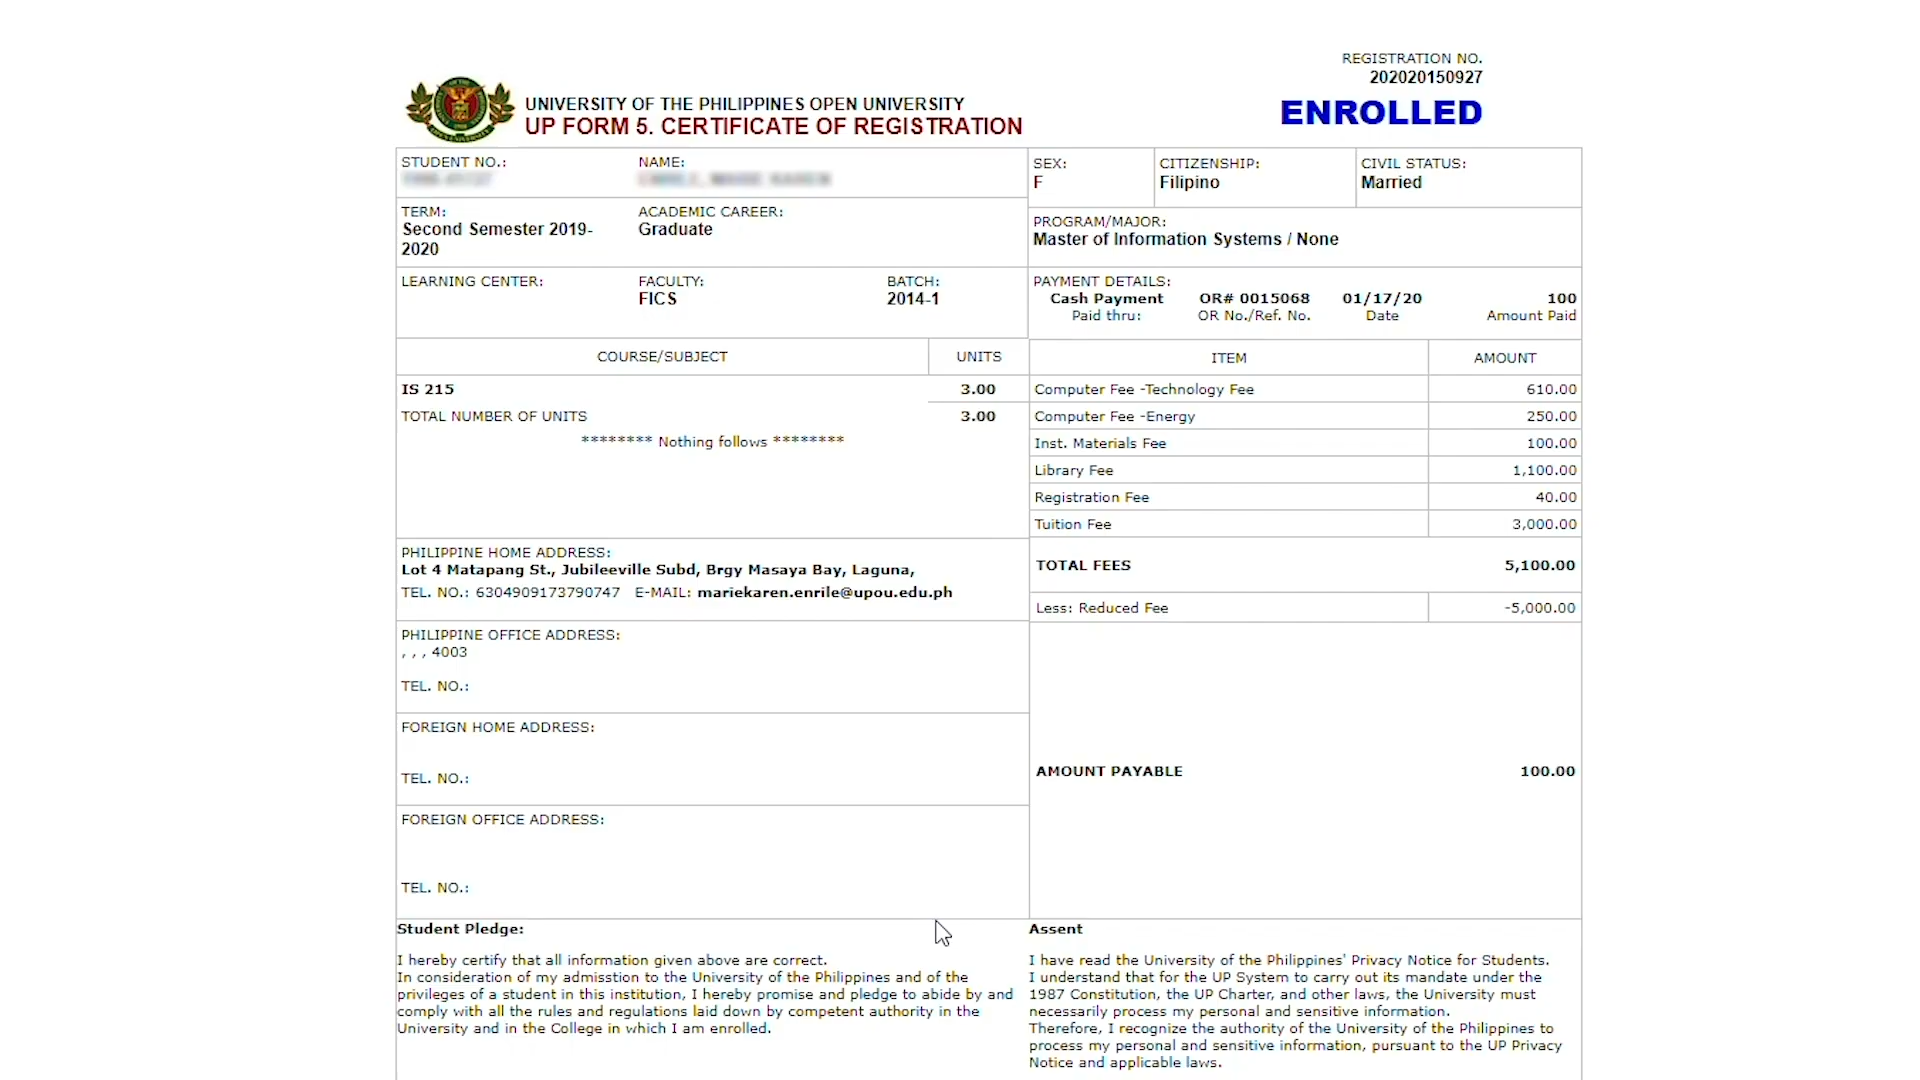 REGISTRATION NO.
202020150927
ENROLLED
UNIVERSITY OF THE PHILIPPINES OPEN UNIVERSITY
UP FORM 5. CERTIFICATE OF REGISTRATION
STUDENT NO.: NAME:
SEX: CITIZENSHIP: CIVIL STATUS:
F Filipino Married
TERM: ACADEMIC CAREER:
Second Semester 2019- Graduate
2020
PROGRAM/MAJOR:
Master of Information Systems / None
LEARNING CENTER: FACULTY: BATCH:
FICS 2014-1
PAYMENT DETAILS:
Cash Payment OR# 0015068 01/17/20 100
Paid thru: OR No./Ref. No. Date Amount Paid
COURSE/SUBJECT UNITS
IS 215 3.00
TOTAL NUMBER OF UNITS 3.00
******** Nothing follows ********
ITEM AMOUNT
Computer Fee -Technology Fee 610.00
Computer Fee -Energy 250.00
Inst. Materials Fee 100.00
Library Fee 1,100.00
Registration Fee 40.00
Tuition Fee 3,000.00
TOTAL FEES 5,100.00
Less: Reduced Fee -5,000.00
AMOUNT PAYABLE 100.00
PHILIPPINE HOME ADDRESS:
Lot 4 Matapang St., Jubileeville Subd, Brgy Masaya Bay, Laguna,
TEL. NO.: 6304909173790747 E-MAIL: mariekaren.enrile@upou.edu.ph
PHILIPPINE OFFICE ADDRESS:
, , , 4003
TEL. NO.:
FOREIGN HOME ADDRESS:
TEL. NO.:
FOREIGN OFFICE ADDRESS:
TEL. NO.:
Student Pledge:
I hereby certify that all information given above are correct.
In consideration of my admisstion to the University of the Philippines and of the
privileges of a student in this institution, I hereby promise and pledge to abide by and
comply with all the rules and regulations laid down by competent authority in the
University and in the College in which I am enrolled.
Assent
I have read the University of the Philippines' Privacy Notice for Students.
I understand that for the UP System to carry out its mandate under the
1987 Constitution, the UP Charter, and other laws, the University must
necessarily process my personal and sensitive information.
Therefore, I recognize the authority of the University of the Philippines to
process my personal and sensitive information, pursuant to the UP Privacy
Notice and applicable laws.